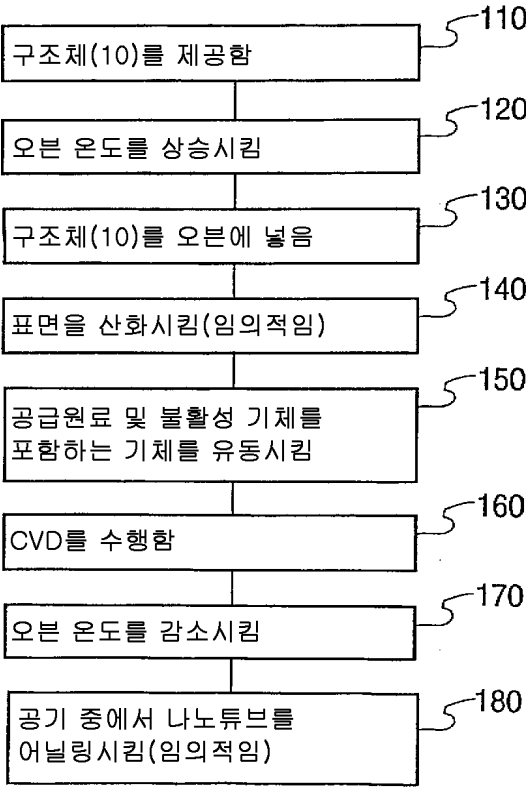 110
구조체(10)를 제공함
120
오븐 온도를 상승시킴
130
구조체(10)를 오븐에 넣음
140
표면을 산화시킴(임의적임)
150
공급원료 및 불활성 기체를
포함하는 기체를 유동시킴
160
CVD를 수행함
170
오븐 온도를 감소시킴
180
공기 중에서 나노튜브를
어닐링시킴(임의적임)